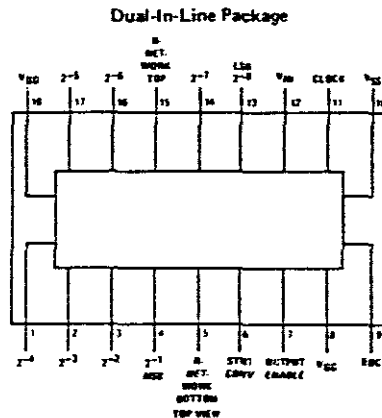 Dual-In-Line Package
R-
NET-
WORK
TOP
LSB
2-8
VGG 2-5 2-6 2-7 VIN CLOCK VSS
18 17 16 15 14 13 12 11 10
1 2 3 4 5 6 7 8 9
2-4 2-3 2-2 2-1 R- STRT OUTPUT VGG EOC
MSB NET- CONV ENABLE
WORK
BOTTOM
TOP VIEW